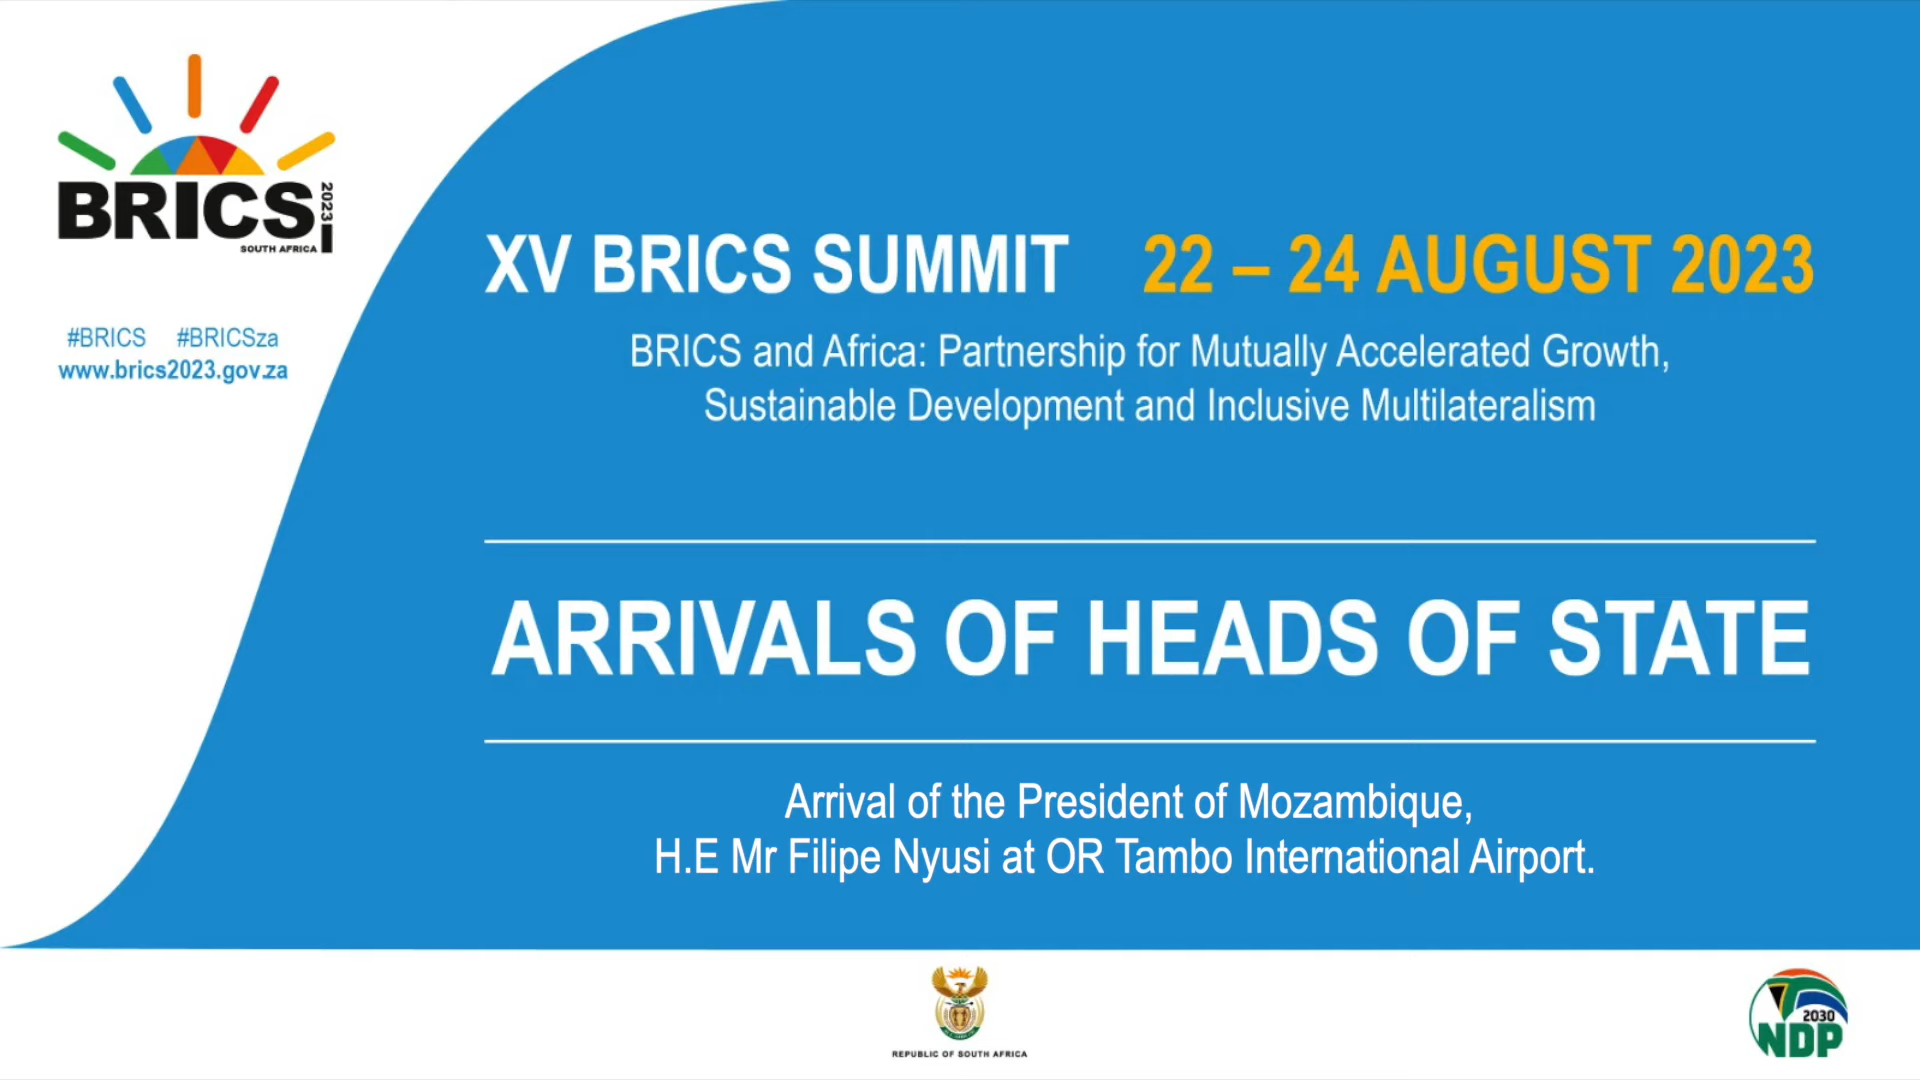 BRICS
2023
SOUTH AFRICA
#BRICS #BRICSza
www.brics2023.gov.za
XV BRICS SUMMIT 22 – 24 AUGUST 2023
BRICS and Africa: Partnership for Mutually Accelerated Growth,
Sustainable Development and Inclusive Multilateralism
ARRIVALS OF HEADS OF STATE
Arrival of the President of Mozambique,
H.E Mr Filipe Nyusi at OR Tambo International Airport.
REPUBLIC OF SOUTH AFRICA
2030
NDP